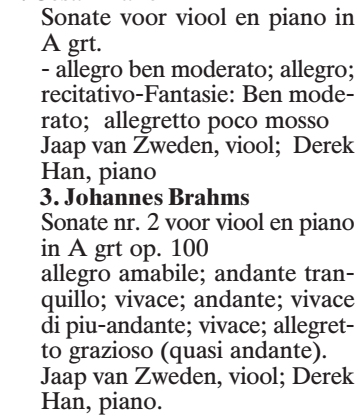 Sonate voor viool en piano in
A grt.
- allegro ben moderato; allegro;
recitativo-Fantasie: Ben mode-
rato; allegretto poco mosso
Jaap van Zweden, viool; Derek
Han, piano
3. Johannes Brahms
Sonate nr. 2 voor viool en piano
in A grt op. 100
allegro amabile; andante tran-
quillo; vivace; andante; vivace
di piu-andante; vivace; allegret-
to grazioso (quasi andante).
Jaap van Zweden, viool; Derek
Han, piano.